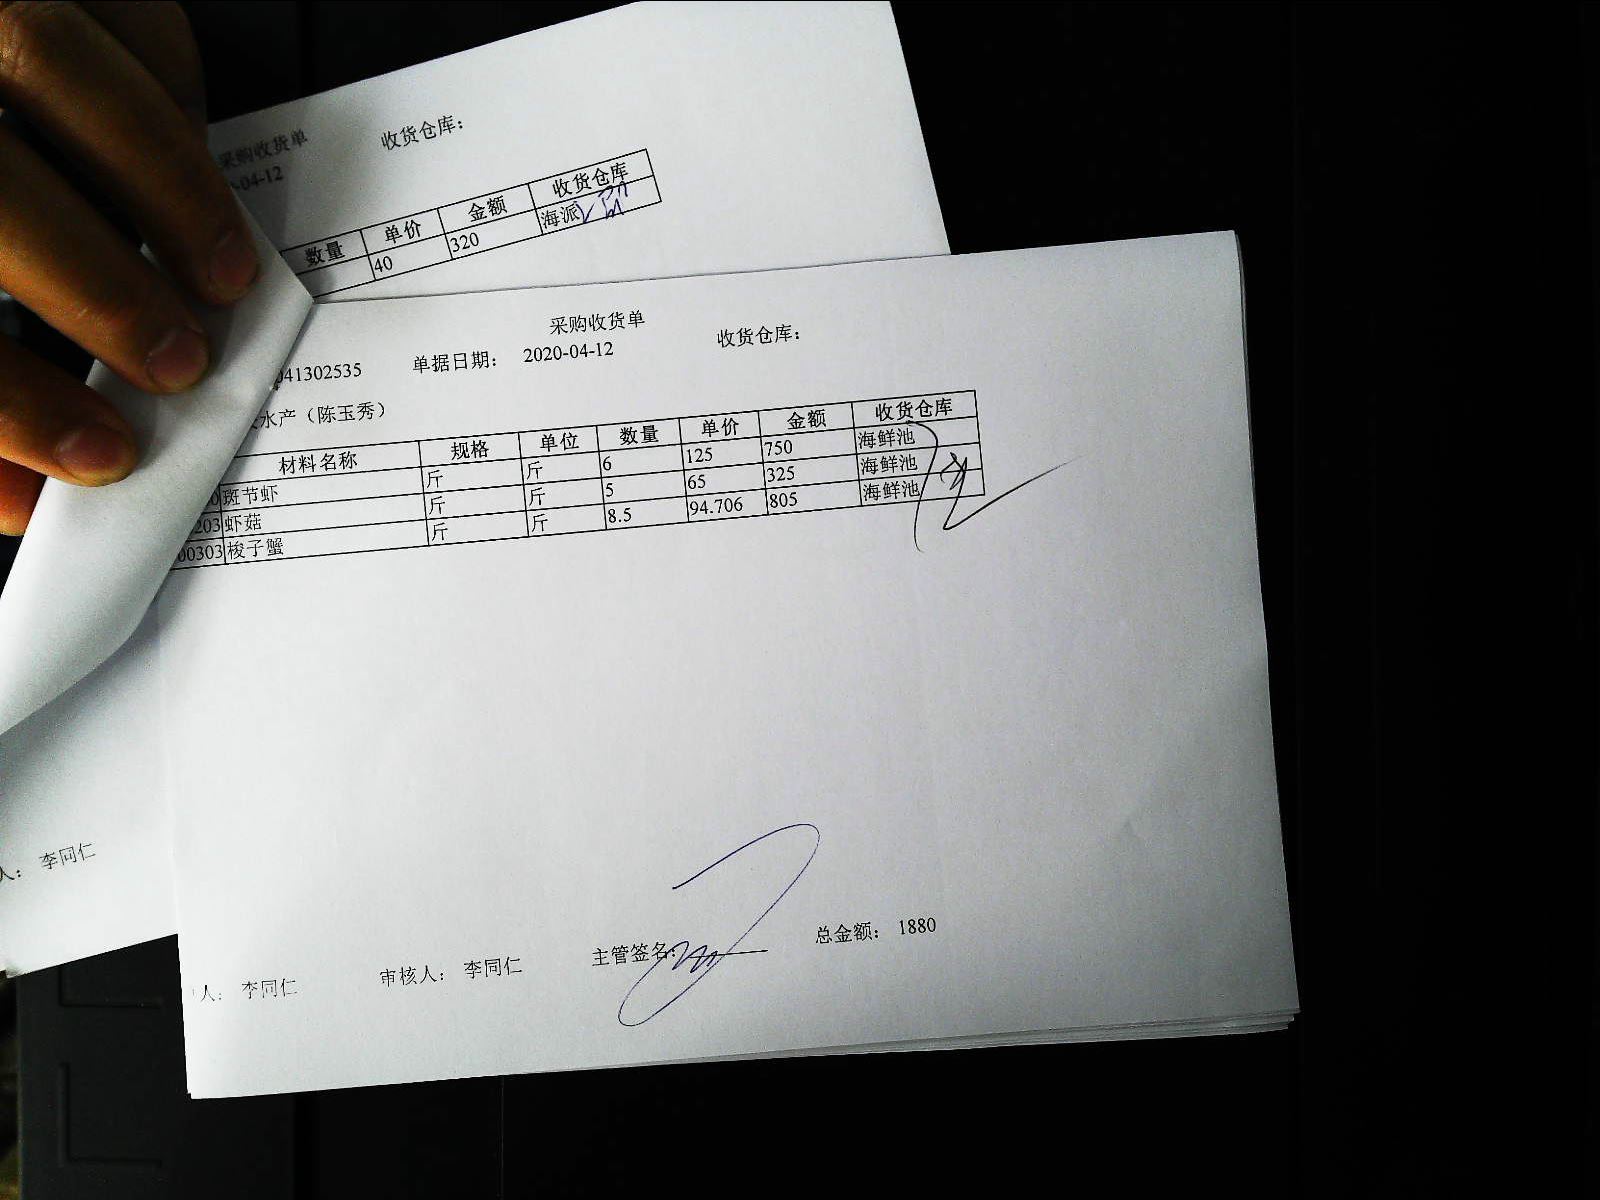 采购收货单 收货仓库：
-04-12
数量 单价 金额 收货仓库
40 320 海派
采购收货单
041302535 单据日期： 2020-04-12 收货仓库：
水产（陈玉秀）
材料名称 规格 单位 数量 单价 金额 收货仓库
0 斑节虾 斤 斤 6 125 750 海鲜池
203 虾菇 斤 斤 5 65 325 海鲜池
00303 梭子蟹 斤 斤 8.5 94.706 805 海鲜池
人： 李同仁
人： 李同仁 审核人： 李同仁 主管签名： 总金额： 1880